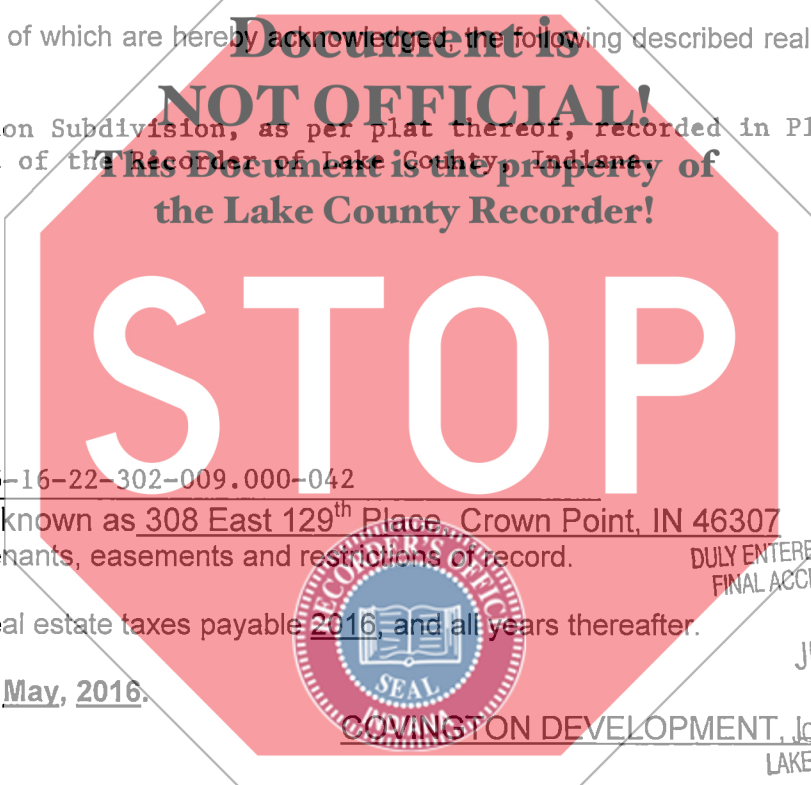 of which are hereby acknowledged, the following described real
Document is
NOT OFFICIAL!
on Subdivision, as per plat thereof, recorded in Pl
of the Recorder of Lake County, Indiana.
This Document is the property of
the Lake County Recorder!
STOP
-16-22-302-009.000-042
known as 308 East 129th Place, Crown Point, IN 46307
nants, easements and restrictions of record.
DULY ENTERE
FINAL ACC
eal estate taxes payable 2016, and all years thereafter.
May, 2016.
RECORDER'S OFFICE
SEAL
INDIANA
COVINGTON DEVELOPMENT,
LAKE